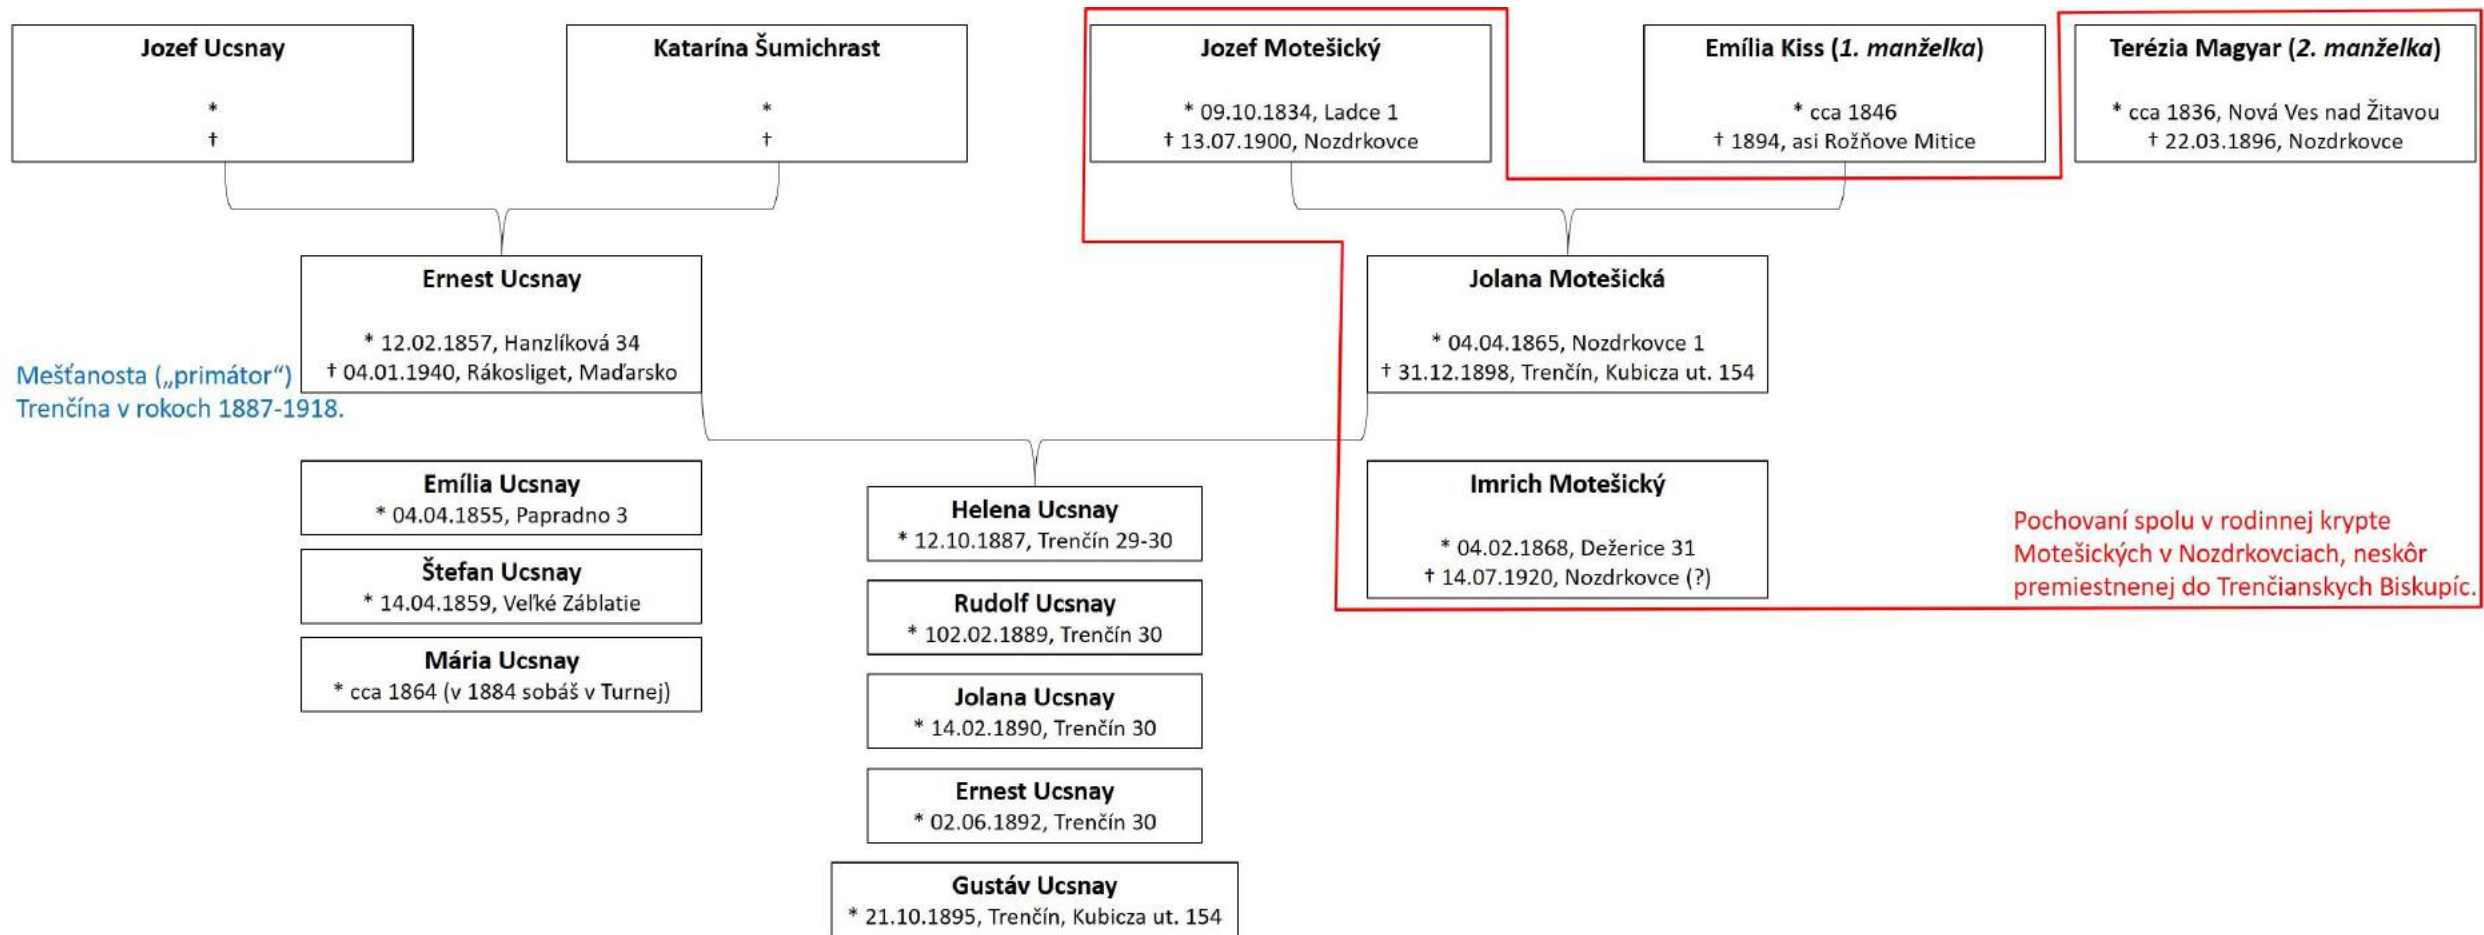 Jozef Ucsnay
*
†
Katarína Šumichrast
*
†
Jozef Motešický
* 09.10.1834, Ladce 1
† 13.07.1900, Nozdrkovce
Emília Kiss (1. manželka)
* cca 1846
† 1894, asi Rožňove Mitice
Terézia Magyar (2. manželka)
* cca 1836, Nová Ves nad Žitavou
† 22.03.1896, Nozdrkovce
Ernest Ucsnay
* 12.02.1857, Hanzlíková 34
† 04.01.1940, Rákosliget, Maďarsko
Mešťanosta („primátor“)
Trenčína v rokoch 1887-1918.
Jolana Motešická
* 04.04.1865, Nozdrkovce 1
† 31.12.1898, Trenčín, Kubicza ut. 154
Emília Ucsnay
* 04.04.1855, Papradno 3
Štefan Ucsnay
* 14.04.1859, Veľké Záblatie
Mária Ucsnay
* cca 1864 (v 1884 sobáš v Turnej)
Helena Ucsnay
* 12.10.1887, Trenčín 29-30
Rudolf Ucsnay
* 102.02.1889, Trenčín 30
Jolana Ucsnay
* 14.02.1890, Trenčín 30
Ernest Ucsnay
* 02.06.1892, Trenčín 30
Gustáv Ucsnay
* 21.10.1895, Trenčín, Kubicza ut. 154
Imrich Motešický
* 04.02.1868, Dežerice 31
† 14.07.1920, Nozdrkovce (?)
Pochovaní spolu v rodinnej krypte
Motešických v Nozdrkovciach, neskôr
premiestnenej do Trenčianskych Biskupíc.